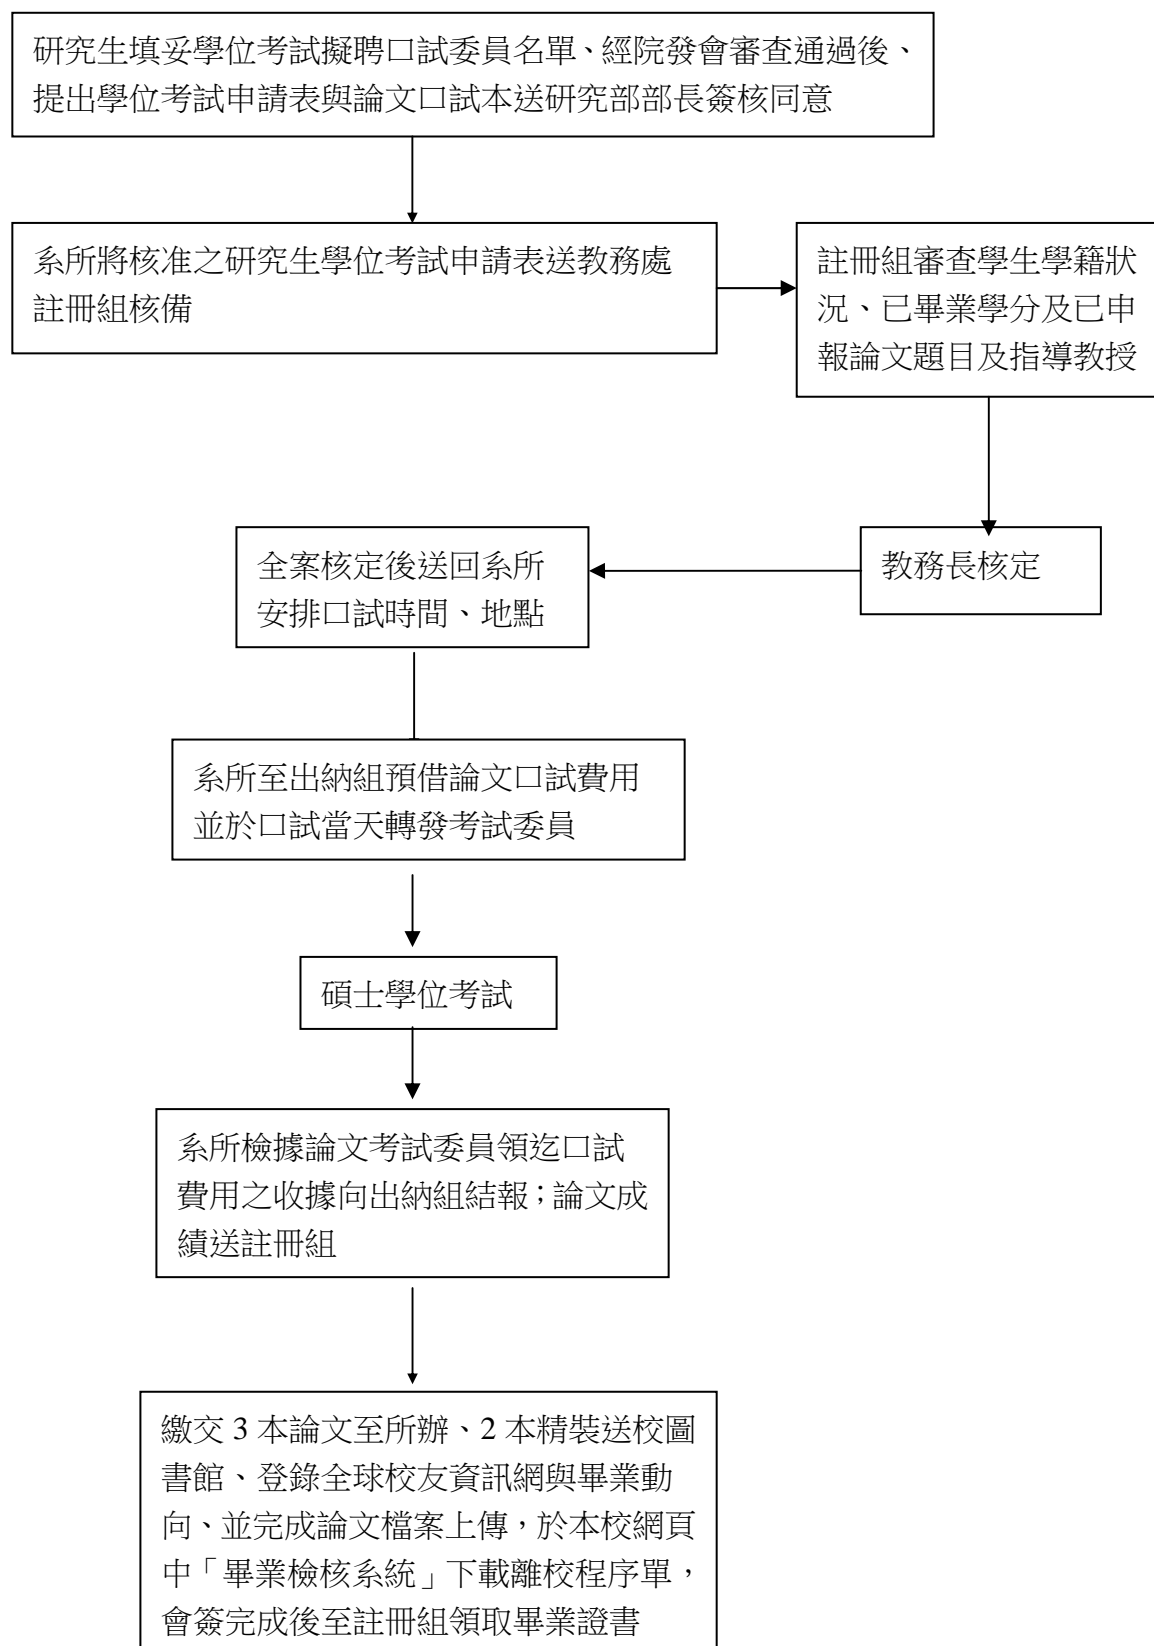 研究生填妥學位考試擬聘口試委員名單、經院發會審查通過後、
提出學位考試申請表與論文口試本送研究部部長簽核同意
系所將核准之研究生學位考試申請表送教務處
註冊組核備
註冊組審查學生學籍狀
況、已畢業學分及已申
報論文題目及指導教授
教務長核定
全案核定後送回系所
安排口試時間、地點
系所至出納組預借論文口試費用
並於口試當天轉發考試委員
碩士學位考試
系所檢據論文考試委員領迄口試
費用之收據向出納組結報；論文成
績送註冊組
繳交 3 本論文至所辦、2 本精裝送校圖
書館、登錄全球校友資訊網與畢業動
向、並完成論文檔案上傳，於本校網頁
中「畢業檢核系統」下載離校程序單，
會簽完成後至註冊組領取畢業證書